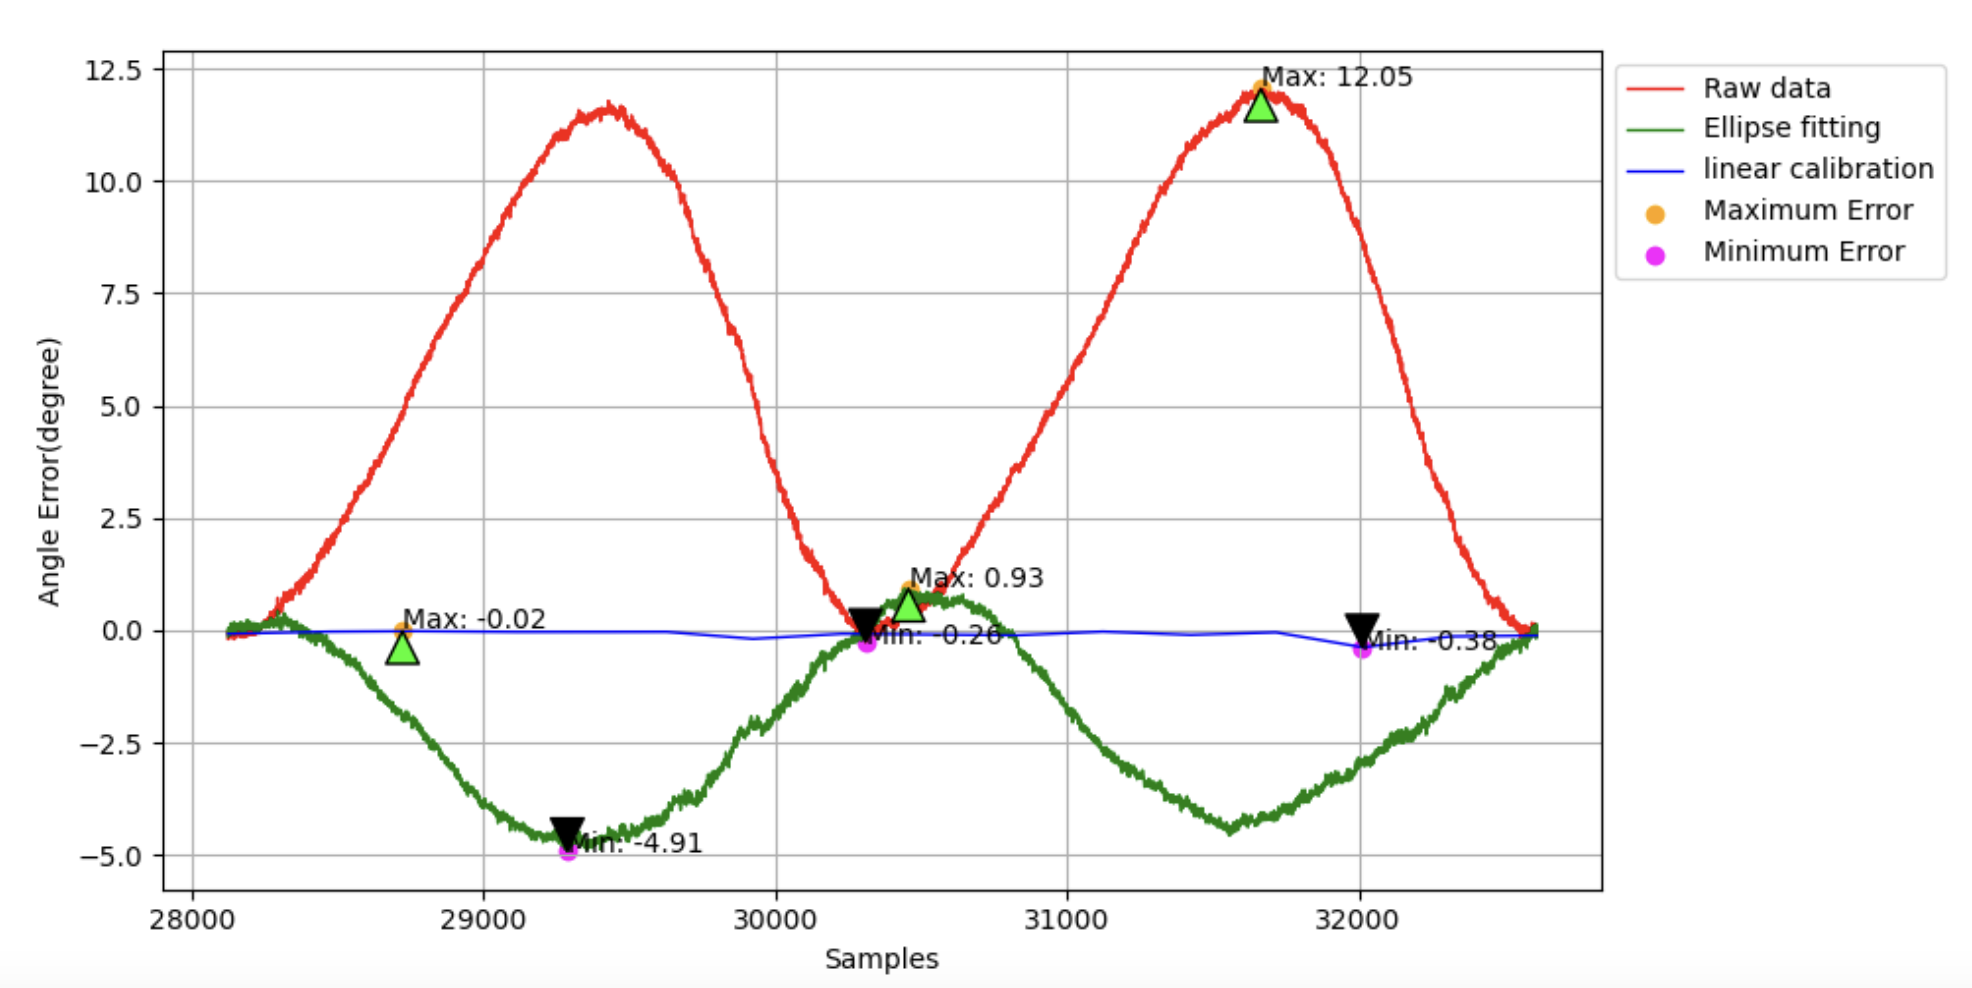 12.5
10.0
7.5
5.0
2.5
0.0
−2.5
−5.0
Angle Error(degree)
28000
29000
30000
31000
32000
Samples
Max: 12.05
Max: 0.93
Max: -0.02
Min: -0.26
Min: -0.38
Min: -4.91
Raw data
Ellipse fitting
linear calibration
Maximum Error
Minimum Error